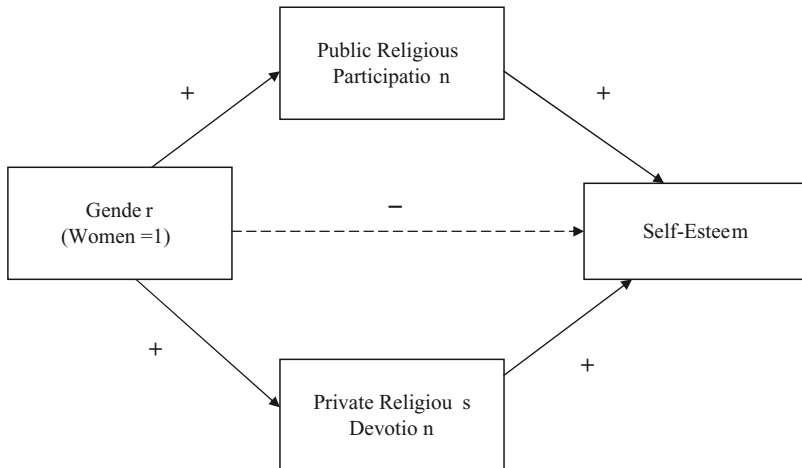 Public Religious
Participatio n
+
+
Gende r
(Women =1)
−
Self-Esteem
+
+
Private Religiou s
Devotio n